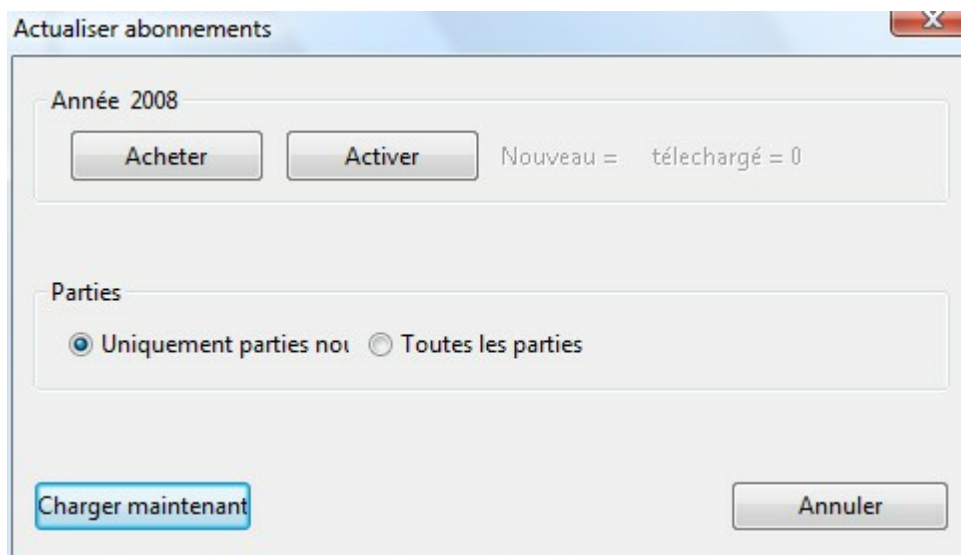 Actualiser abonnements
Année 2008
Acheter Activer Nouveau = télechargé = 0
Parties
Uniquement parties nou Toutes les parties
Charger maintenant Annuler